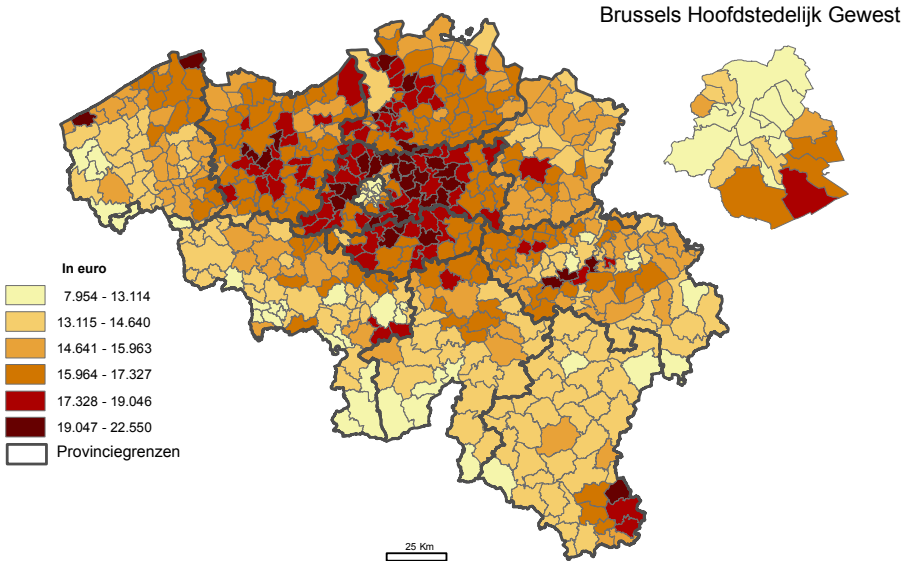 Brussels Hoofdstedelijk Gewest
In euro
7.954 - 13.114
13.115 - 14.640
14.641 - 15.963
15.964 - 17.327
17.328 - 19.046
19.047 - 22.550
Provinciegrenzen
25 Km